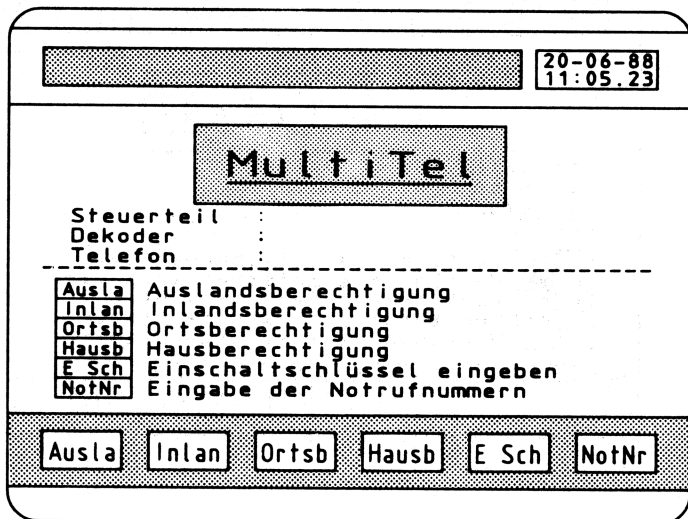 20-06-88
11:05.23
MultiTel
Steuerteil :
Dekoder :
Telefon :
Ausla Auslandsberechtigung
Inlan Inlandsberechtigung
Ortsb Ortsberechtigung
Hausb Hausberechtigung
E Sch Einschaltschlüssel eingeben
NotNr Eingabe der Notrufnummern
Ausla Inlan Ortsb Hausb E Sch NotNr